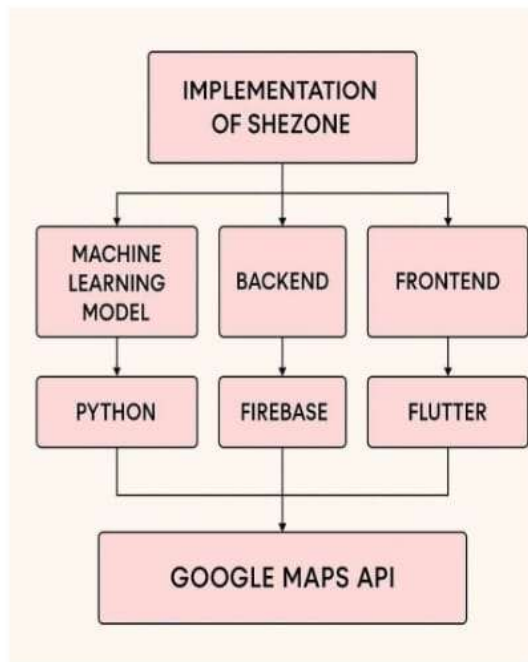 IMPLEMENTATION
OF SHEZONE
MACHINE
LEARNING
MODEL
BACKEND
FRONTEND
PYTHON
FIREBASE
FLUTTER
GOOGLE MAPS API